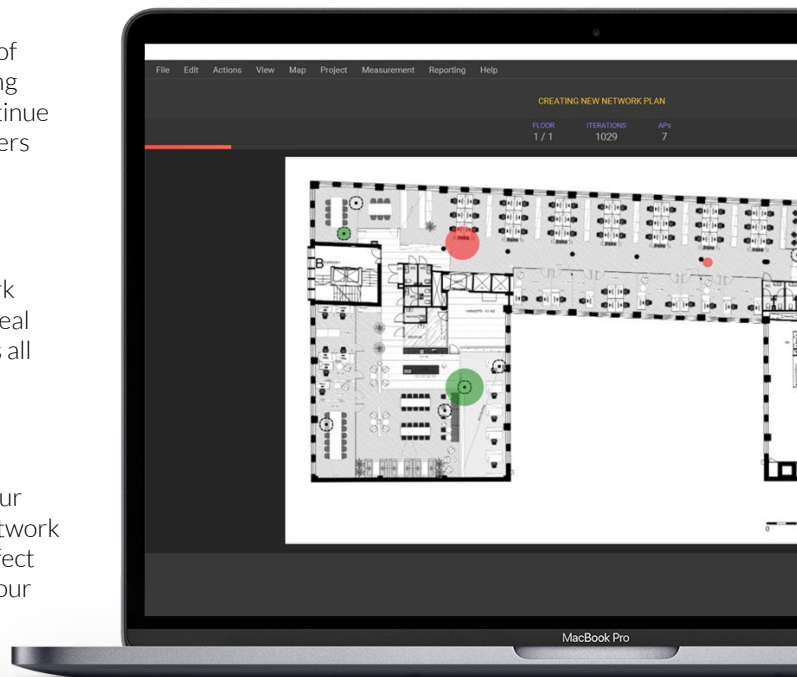 of
ng
tinue
ers
rk
eal
s all
ur
twork
fect
our
File Edit Actions View Map Project Measurement Reporting Help
CREATING NEW NETWORK PLAN
FLOOR ITERATIONS APs
1 / 1 1029 7
B
0
MacBook Pro